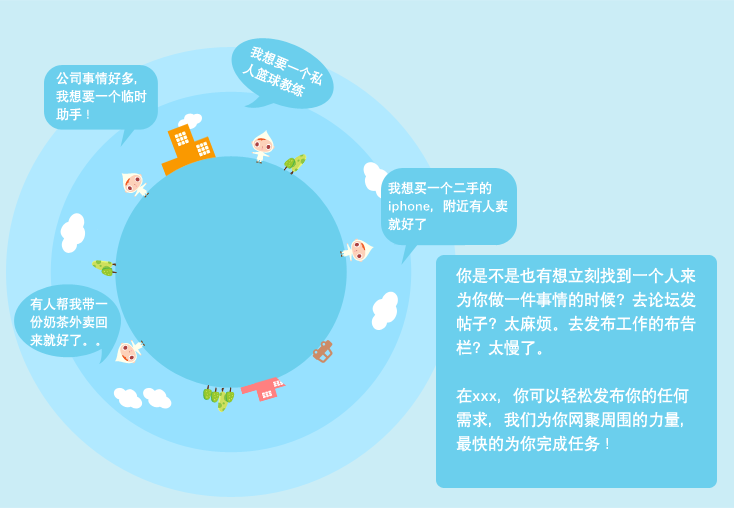 我想要一个私
人篮球教练
公司事情好多，
我想要一个临时
助手！
我想买一个二手的
iphone，附近有人卖
就好了
有人帮我带一
份奶茶外卖回
来就好了。。
你是不是也有想立刻找到一个人来
为你做一件事情的时候？去论坛发
帖子？太麻烦。去发布工作的布告
栏？太慢了。
在xxx，你可以轻松发布你的任何
需求，我们为你网聚周围的力量，
最快的为你完成任务！